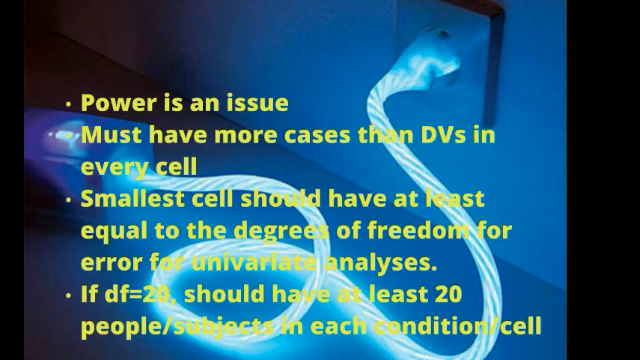 • Power is an issue
• Must have more cases than DVs in
every cell
• Smallest cell should have at least
equal to the degrees of freedom for
error for univariate analyses.
• If df=20, should have at least 20
people/subjects in each condition/cell